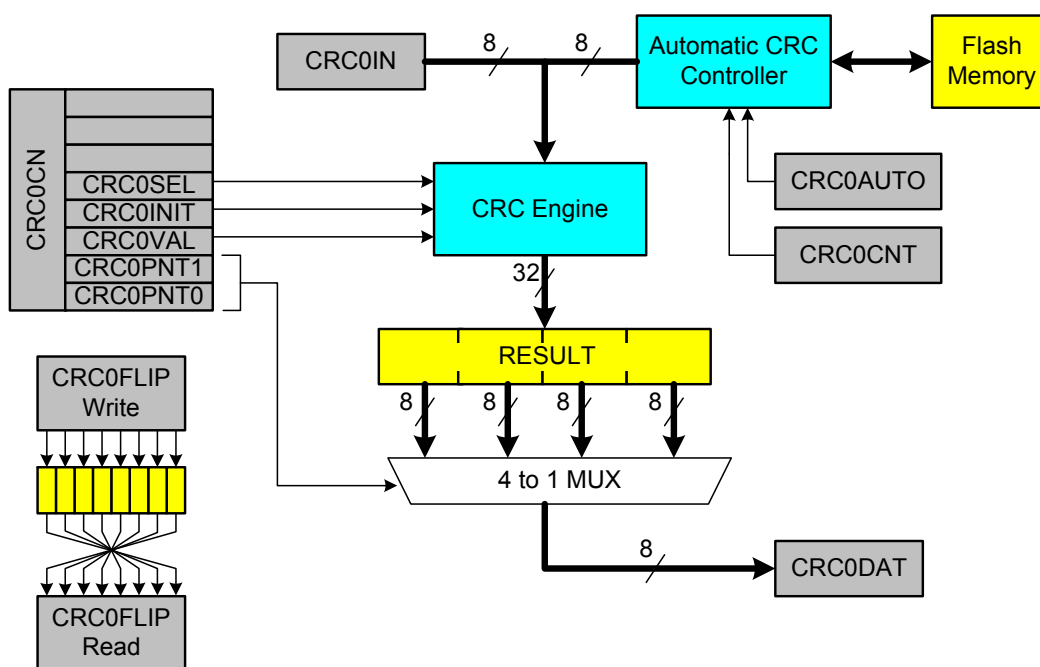 CRC0IN
8
8
Automatic CRC
Controller
Flash
Memory
CRC0CN
CRC0SEL
CRC0INIT
CRC0VAL
CRC0PNT1
CRC0PNT0
CRC Engine
CRC0AUTO
CRC0CNT
32
RESULT
8
8
8
8
4 to 1 MUX
8
CRC0DAT
CRC0FLIP
Write
CRC0FLIP
Read